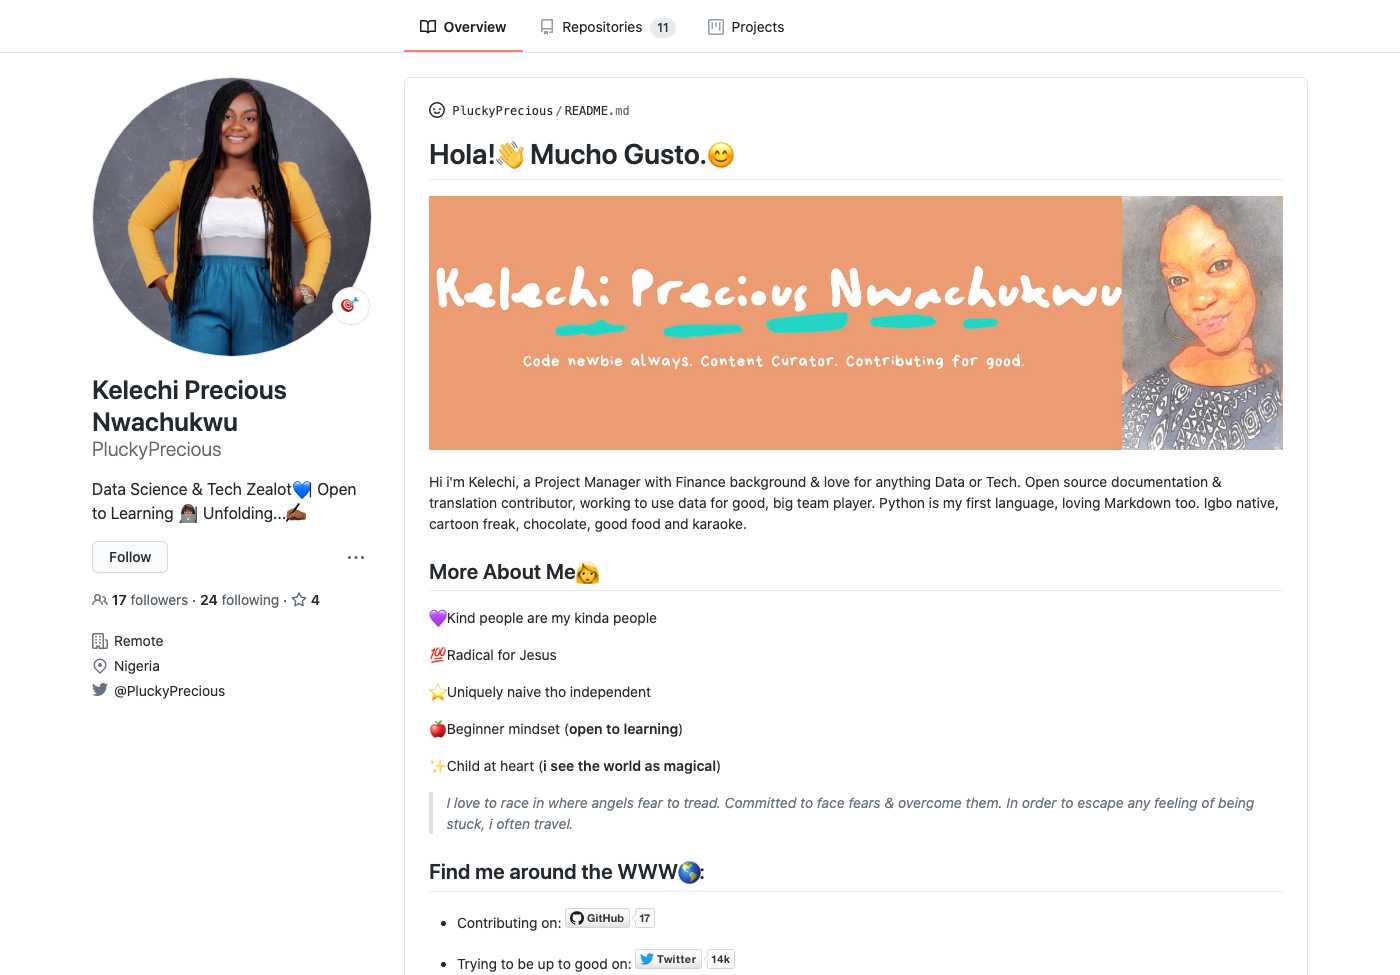 Overview
Repositories 11
Projects
PluckyPrecious/README.md
Hola!👋 Mucho Gusto.😊
Kelechi Precious Nwachukwu
Code newbie always. Content Curator. Contributing for good.
Kelechi Precious
Nwachukwu
PluckyPrecious
Data Science & Tech Zealot💙| Open
to Learning 👩🏾‍💻 Unfolding...✍🏾
Follow
···
17 followers · 24 following · 4
Remote
Nigeria
@PluckyPrecious
Hi i'm Kelechi, a Project Manager with Finance background & love for anything Data or Tech. Open source documentation &
translation contributor, working to use data for good, big team player. Python is my first language, loving Markdown too. Igbo native,
cartoon freak, chocolate, good food and karaoke.
More About Me👩
💜Kind people are my kinda people
💯Radical for Jesus
⭐Uniquely naive tho independent
🍎Beginner mindset (open to learning)
✨Child at heart (i see the world as magical)
I love to race in where angels fear to tread. Committed to face fears & overcome them. In order to escape any feeling of being
stuck, i often travel.
Find me around the WWW🌎:
• Contributing on: GitHub 17
• Trying to be up to good on: Twitter 14k